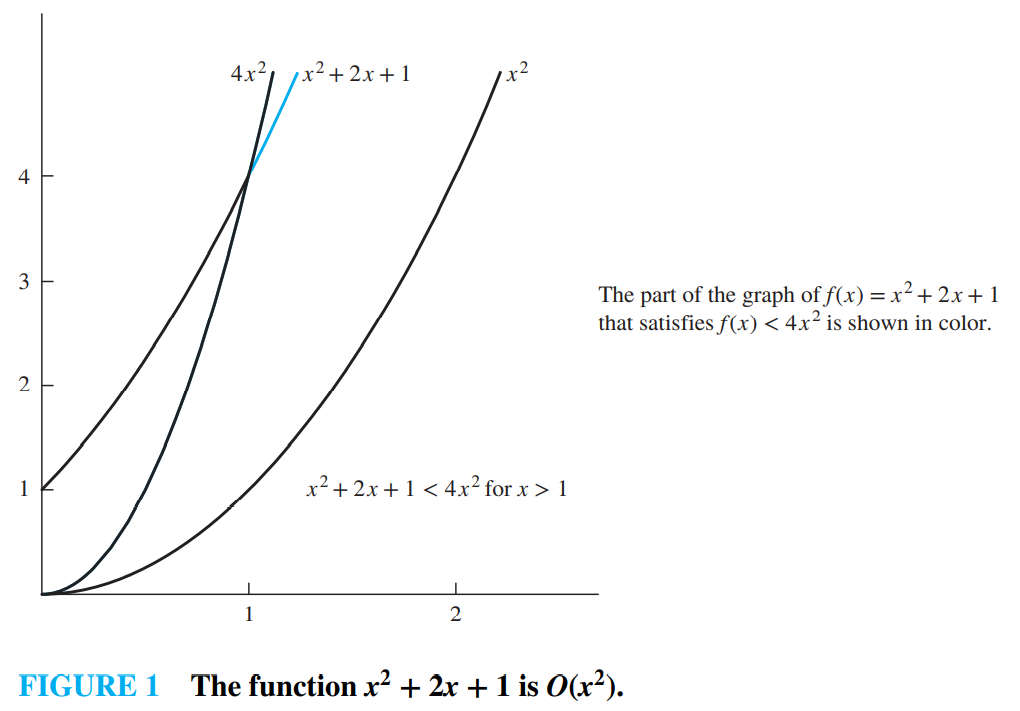 4x² x² + 2x + 1 x²
4
3
The part of the graph of f(x) = x² + 2x + 1
that satisfies f(x) < 4x² is shown in color.
2
1
x² + 2x + 1 < 4x² for x > 1
1 2
FIGURE 1 The function x² + 2x + 1 is O(x²).